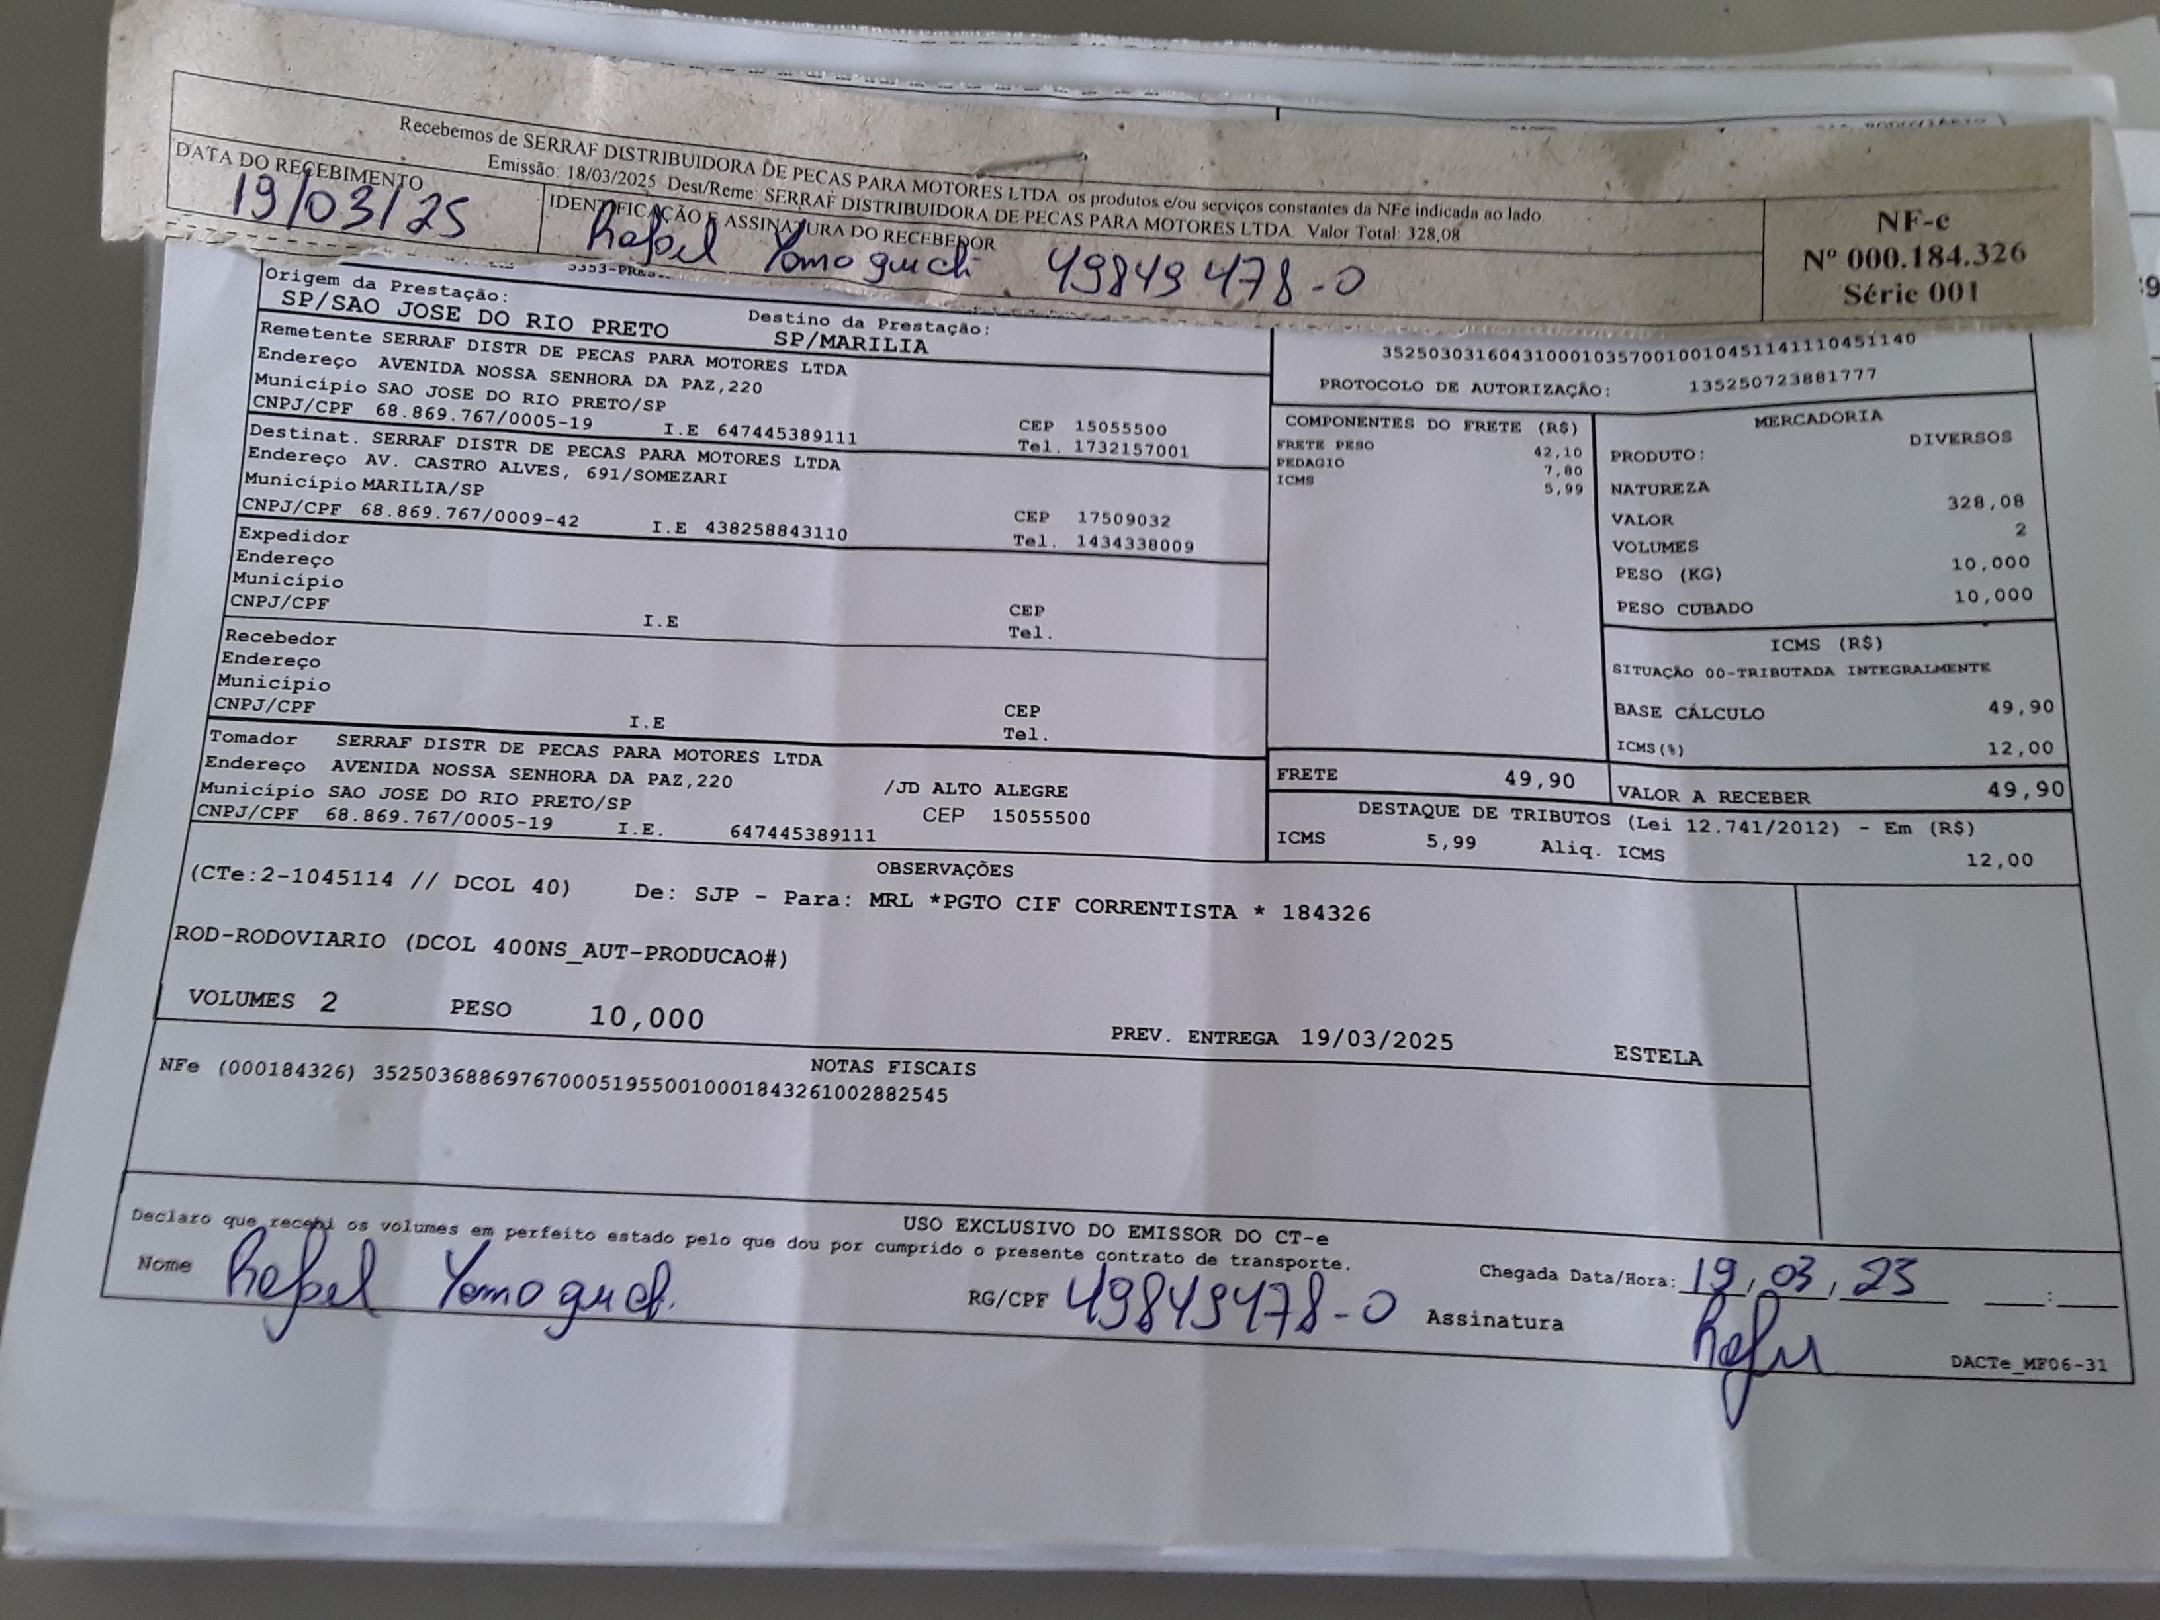 Recebemos de SERRAF DISTRIBUIDORA DE PECAS PARA MOTORES LTDA os produtos e/ou serviços constantes da NFe indicada ao lado
Emissão: 18/03/2025 Dest/Reme: SERRAF DISTRIBUIDORA DE PECAS PARA MOTORES LTDA Valor Total: 328,08
DATA DO RECEBIMENTO
19/03/25
IDENTIFICAÇÃO E ASSINATURA DO RECEBEDOR
Rafael Yamaguchi 49849478-0
NF-e
Nº 000.184.326
Série 001
Origem da Prestação:
SP/SAO JOSE DO RIO PRETO
Destino da Prestação:
SP/MARILIA
Remetente SERRAF DISTR DE PECAS PARA MOTORES LTDA
Endereço AVENIDA NOSSA SENHORA DA PAZ,220
Município SAO JOSE DO RIO PRETO/SP CEP 15055500
CNPJ/CPF 68.869.767/0005-19 I.E 647445389111 Tel. 1732157001
Destinat. SERRAF DISTR DE PECAS PARA MOTORES LTDA
Endereço AV. CASTRO ALVES, 691/SOMEZARI
Município MARILIA/SP CEP 17509032
CNPJ/CPF 68.869.767/0009-42 I.E 438258843110 Tel. 1434338009
Expedidor
Endereço
Município CEP
CNPJ/CPF I.E Tel.
Recebedor
Endereço
Município CEP
CNPJ/CPF I.E Tel.
Tomador SERRAF DISTR DE PECAS PARA MOTORES LTDA
Endereço AVENIDA NOSSA SENHORA DA PAZ,220 /JD ALTO ALEGRE
Município SAO JOSE DO RIO PRETO/SP CEP 15055500
CNPJ/CPF 68.869.767/0005-19 I.E. 647445389111
35250303160431000103570010010451141110451140
PROTOCOLO DE AUTORIZAÇÃO: 135250723881777
COMPONENTES DO FRETE (R$)
FRETE PESO 42,10
PEDAGIO 7,80
ICMS 5,99
MERCADORIA
PRODUTO: DIVERSOS
NATUREZA
VALOR 328,08
VOLUMES 2
PESO (KG) 10,000
PESO CUBADO 10,000
ICMS (R$)
SITUAÇÃO 00-TRIBUTADA INTEGRALMENTE
BASE CÁLCULO 49,90
ICMS(%) 12,00
FRETE 49,90
VALOR A RECEBER 49,90
DESTAQUE DE TRIBUTOS (Lei 12.741/2012) - Em (R$)
ICMS 5,99 Aliq. ICMS 12,00
OBSERVAÇÕES
(CTe:2-1045114 // DCOL 40) De: SJP - Para: MRL *PGTO CIF CORRENTISTA * 184326
ROD-RODOVIARIO (DCOL 400NS_AUT-PRODUCAO#)
VOLUMES 2 PESO 10,000 PREV. ENTREGA 19/03/2025 ESTELA
NOTAS FISCAIS
NFe (000184326) 35250368869767000519550010001843261002882545
USO EXCLUSIVO DO EMISSOR DO CT-e
Declaro que recebi os volumes em perfeito estado pelo que dou por cumprido o presente contrato de transporte.
Chegada Data/Hora: 19/03/25 :
Nome Rafael Yamaguchi RG/CPF 49849478-0 Assinatura
DACTe_MF06-31